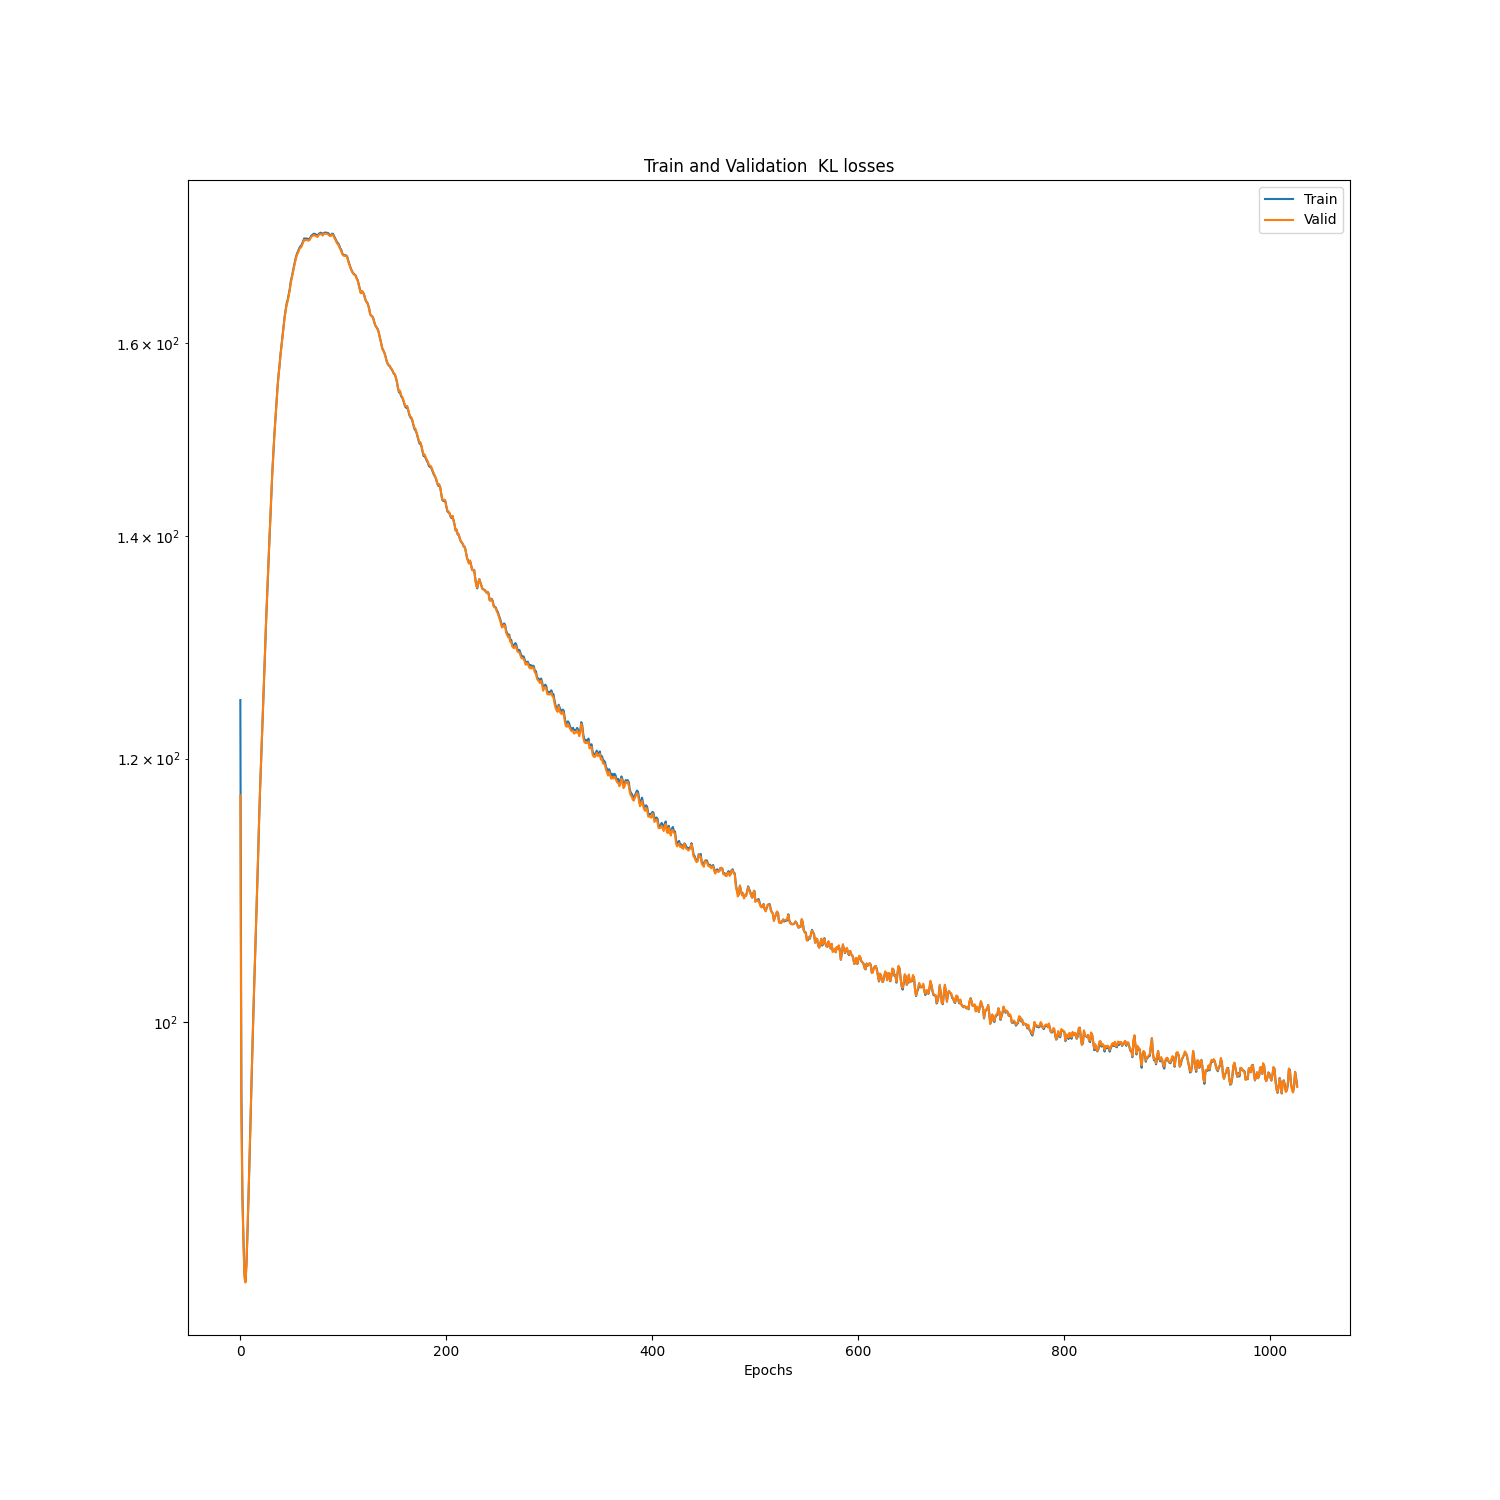 Train and Validation  KL losses
Train
Valid
1.6 × 10²
1.4 × 10²
1.2 × 10²
10²
0 200 400 600 800 1000
Epochs